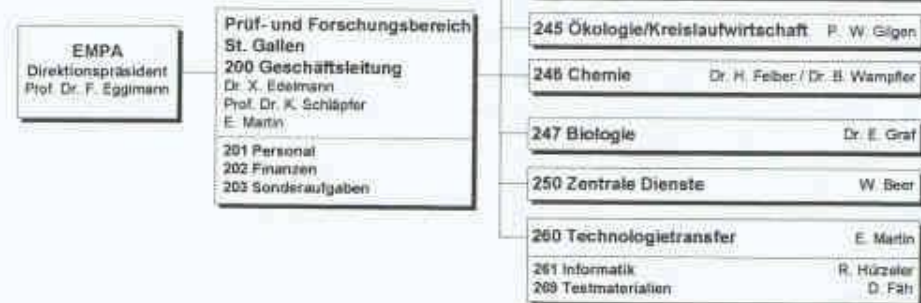 EMPA
Direktionspräsident
Prof. Dr. F. Eggimann
Prüf- und Forschungsbereich
St. Gallen
200 Geschäftsleitung
Dr. X. Edelmann
Prof. Dr. K. Schläpfer
E. Martin
201 Personal
202 Finanzen
203 Sonderaufgaben
245 Ökologie/Kreislaufwirtschaft P. W. Gilgen
246 Chemie Dr. H. Felber / Dr. B. Wampfler
247 Biologie Dr. E. Graf
250 Zentrale Dienste W. Beer
260 Technologietransfer E. Martin
261 Informatik R. Hürzeler
269 Testmaterialien D. Fäh